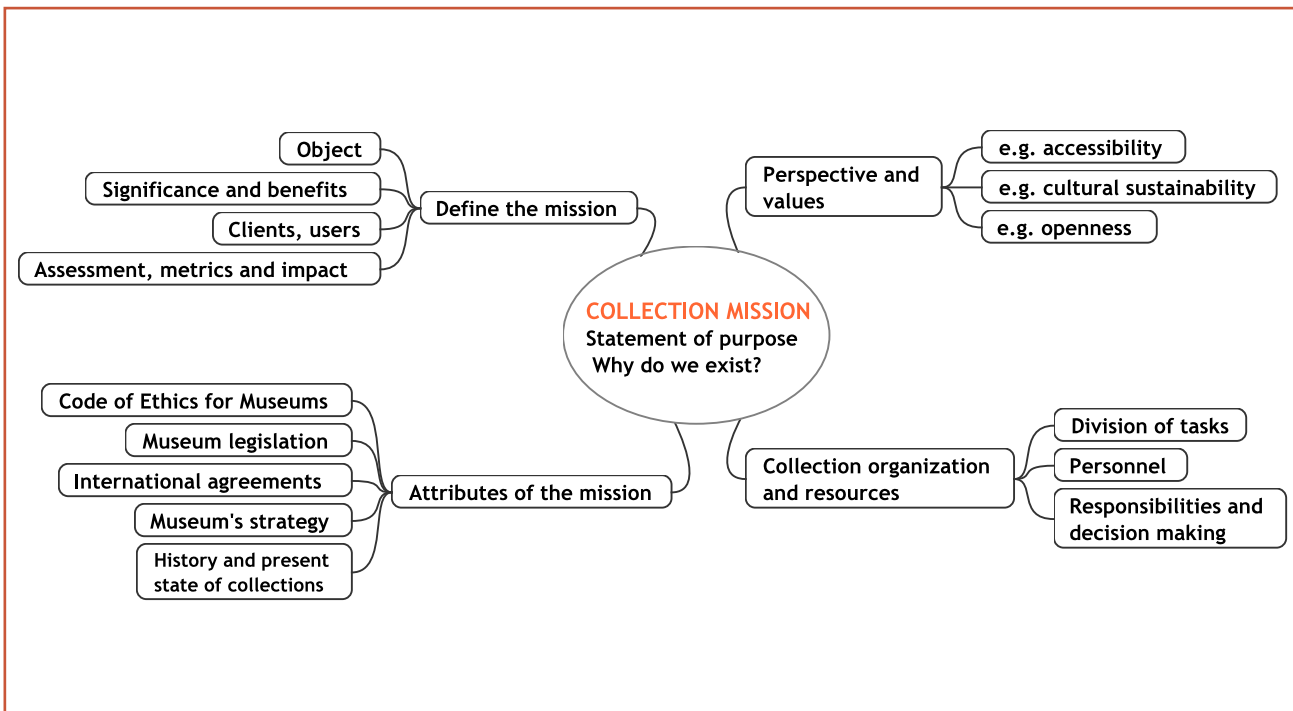 Object
Significance and benefits
Clients, users
Assessment, metrics and impact
Define the mission
Perspective and
values
e.g. accessibility
e.g. cultural sustainability
e.g. openness
COLLECTION MISSION
Statement of purpose
Why do we exist?
Code of Ethics for Museums
Museum legislation
International agreements
Museum's strategy
History and present
state of collections
Attributes of the mission
Collection organization
and resources
Division of tasks
Personnel
Responsibilities and
decision making